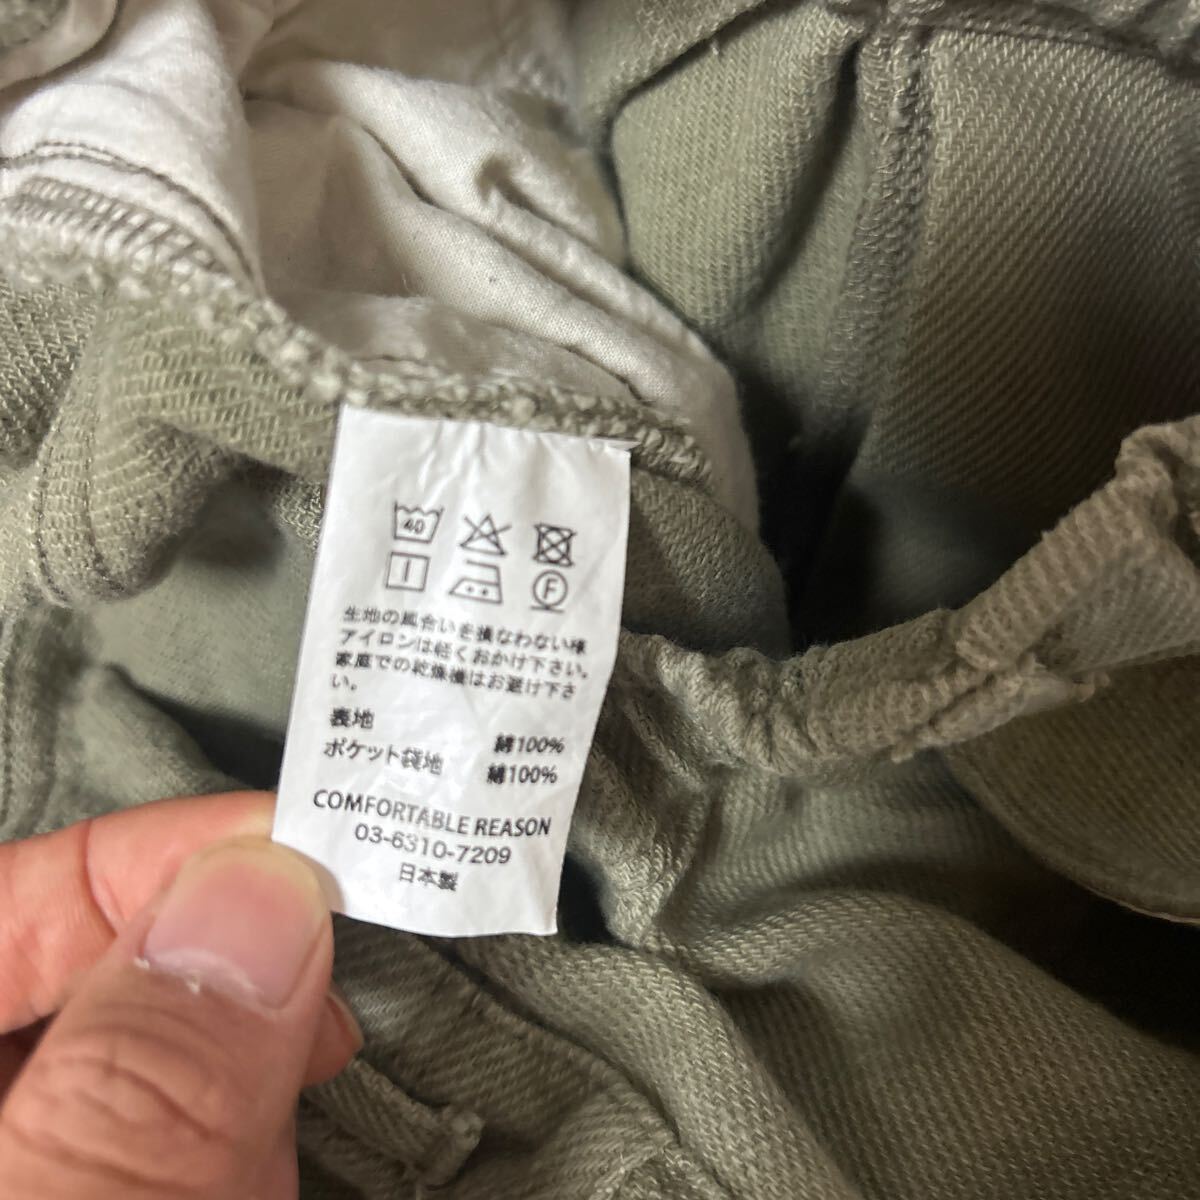 40
F
生地の風合いを損なわない様
アイロンは軽くおかけ下さい。
家庭での乾燥機はお避け下さ
い。
表地 綿100%
ポケット袋地 綿100%
COMFORTABLE REASON
03-6310-7209
日本製